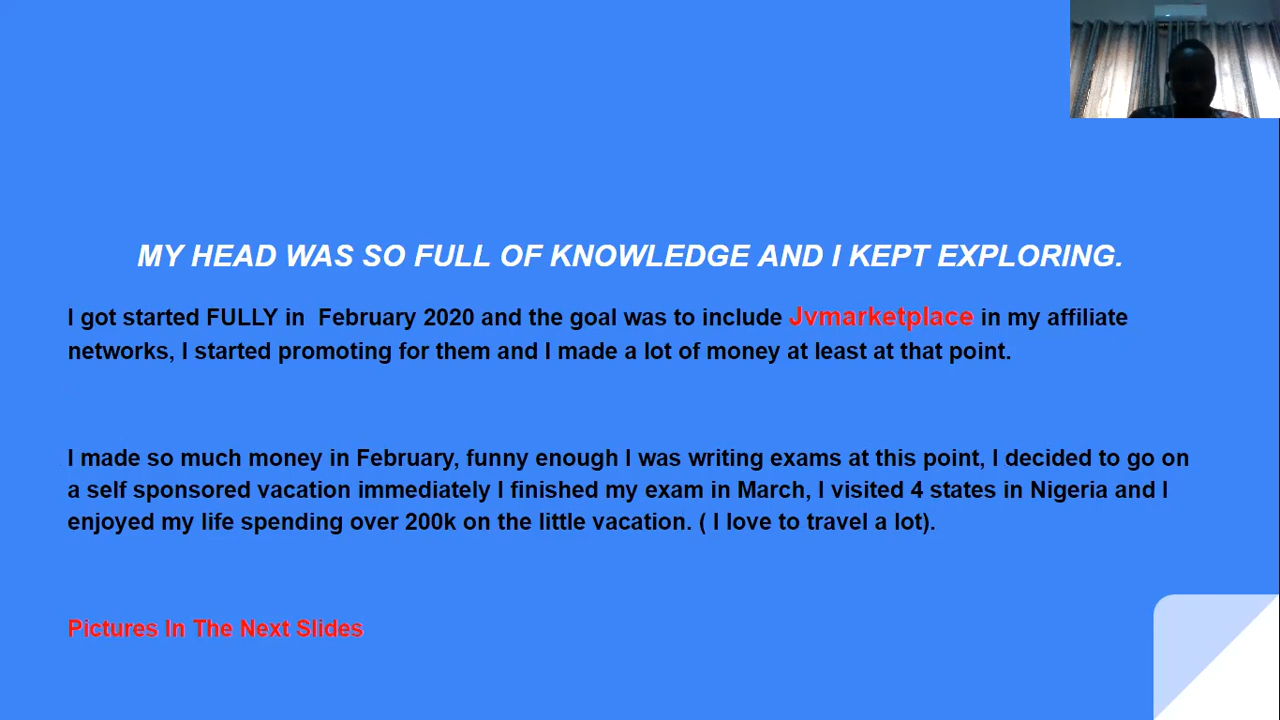 MY HEAD WAS SO FULL OF KNOWLEDGE AND I KEPT EXPLORING.
I got started FULLY in February 2020 and the goal was to include Jvmarketplace in my affiliate
networks, I started promoting for them and I made a lot of money at least at that point.
I made so much money in February, funny enough I was writing exams at this point, I decided to go on
a self sponsored vacation immediately I finished my exam in March, I visited 4 states in Nigeria and I
enjoyed my life spending over 200k on the little vacation. ( I love to travel a lot).
Pictures In The Next Slides